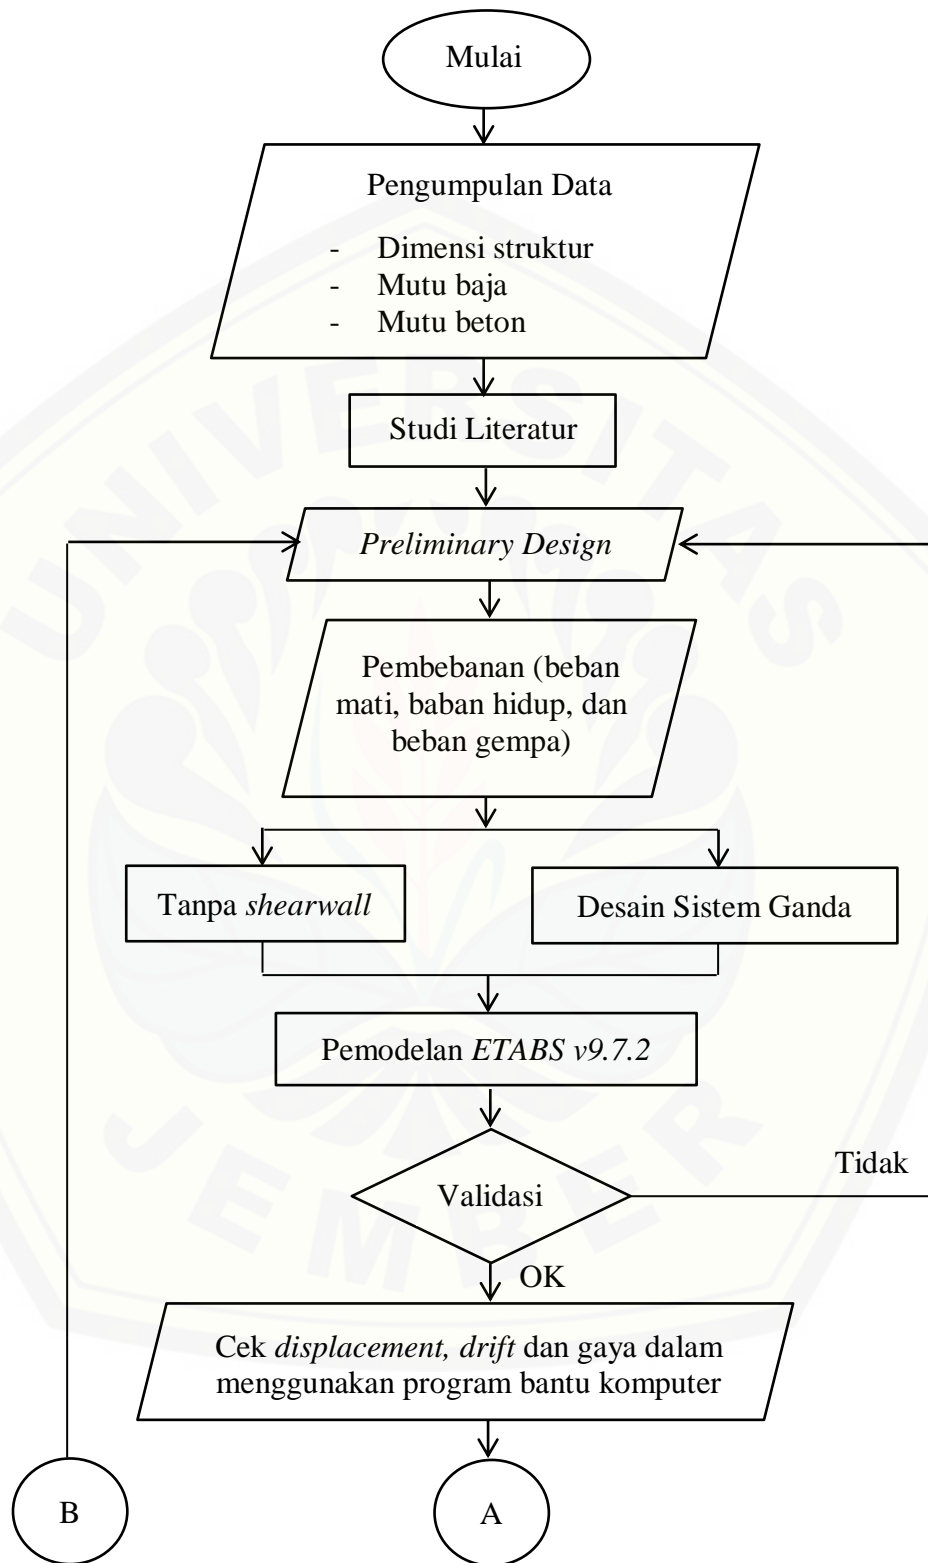 Mulai
Pengumpulan Data
- Dimensi struktur
- Mutu baja
- Mutu beton
Studi Literatur
Preliminary Design
Pembebanan (beban
mati, baban hidup, dan
beban gempa)
Tanpa shearwall
Desain Sistem Ganda
Pemodelan ETABS v9.7.2
Validasi
Tidak
OK
Cek displacement, drift dan gaya dalam
menggunakan program bantu komputer
B
A
UNIVERSITAS
JEMBER